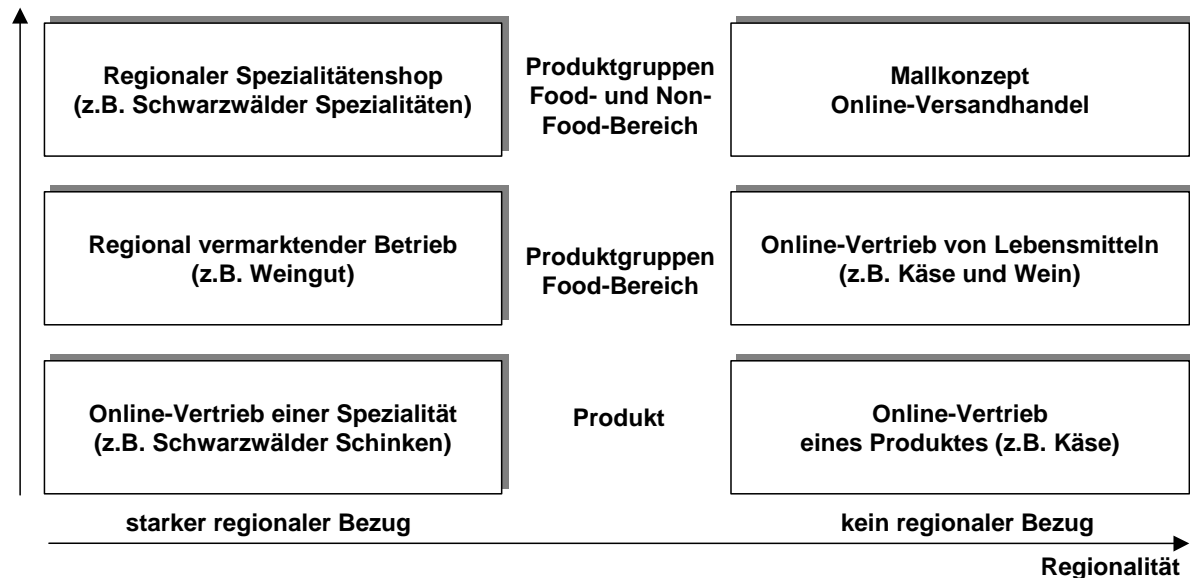 Regionaler Spezialitätenshop
(z.B. Schwarzwälder Spezialitäten)
Produktgruppen
Food- und Non-
Food-Bereich
Mallkonzept
Online-Versandhandel
Regional vermarktender Betrieb
(z.B. Weingut)
Produktgruppen
Food-Bereich
Online-Vertrieb von Lebensmitteln
(z.B. Käse und Wein)
Online-Vertrieb einer Spezialität
(z.B. Schwarzwälder Schinken)
Produkt
Online-Vertrieb
eines Produktes (z.B. Käse)
starker regionaler Bezug
kein regionaler Bezug
Regionalität